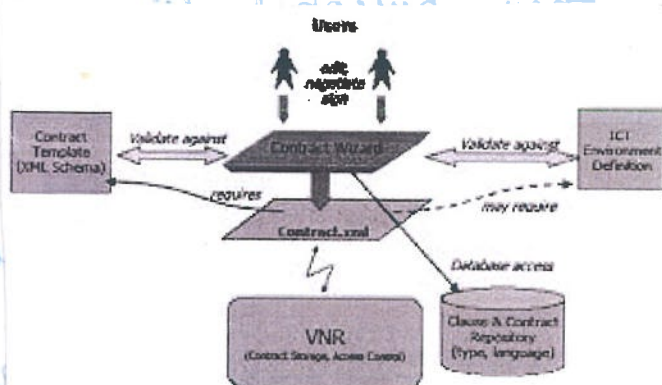 Users
edit,
negotiate
sign
Contract
Template
(XML Schema)
Validate against
Contract Wizard
Validate against
ICT
Environment
Definition
requires
Contract.xml
may require
Database access
VNR
(Contract Storage, Access Control)
Clause & Contract
Repository
(type, language)